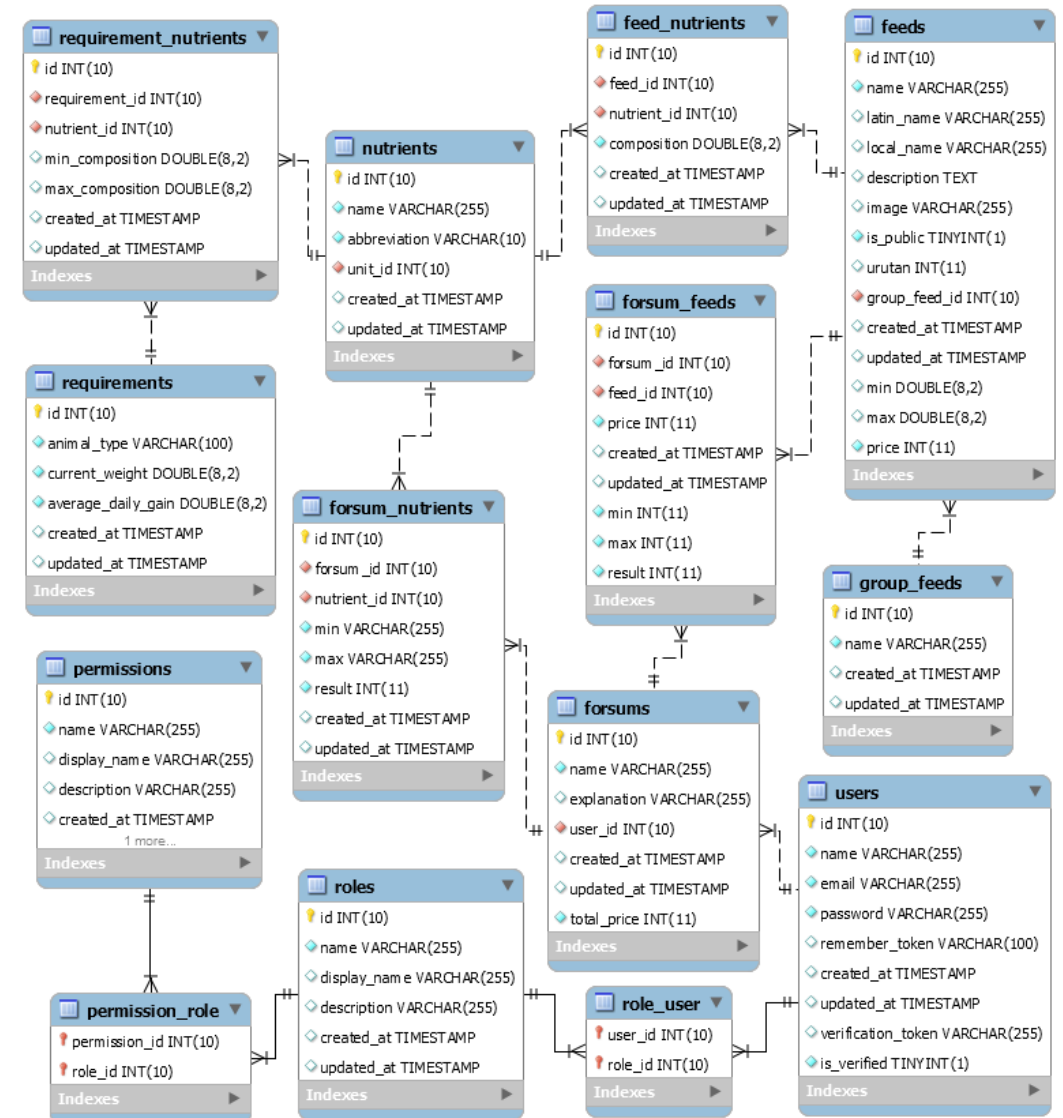 requirement_nutrients
id INT(10)
requirement_id INT(10)
nutrient_id INT(10)
min_composition DOUBLE(8,2)
max_composition DOUBLE(8,2)
created_at TIMESTAMP
updated_at TIMESTAMP
Indexes
nutrients
id INT(10)
name VARCHAR(255)
abbreviation VARCHAR(10)
unit_id INT(10)
created_at TIMESTAMP
updated_at TIMESTAMP
Indexes
feed_nutrients
id INT(10)
feed_id INT(10)
nutrient_id INT(10)
composition DOUBLE(8,2)
created_at TIMESTAMP
updated_at TIMESTAMP
Indexes
feeds
id INT(10)
name VARCHAR(255)
latin_name VARCHAR(255)
local_name VARCHAR(255)
description TEXT
image VARCHAR(255)
is_public TINYINT(1)
urutan INT(11)
group_feed_id INT(10)
created_at TIMESTAMP
updated_at TIMESTAMP
min DOUBLE(8,2)
max DOUBLE(8,2)
price INT(11)
Indexes
requirements
id INT(10)
animal_type VARCHAR(100)
current_weight DOUBLE(8,2)
average_daily_gain DOUBLE(8,2)
created_at TIMESTAMP
updated_at TIMESTAMP
Indexes
forsum_feeds
id INT(10)
forsum_id INT(10)
feed_id INT(10)
price INT(11)
created_at TIMESTAMP
updated_at TIMESTAMP
min INT(11)
max INT(11)
result INT(11)
Indexes
forsum_nutrients
id INT(10)
forsum_id INT(10)
nutrient_id INT(10)
min VARCHAR(255)
max VARCHAR(255)
result INT(11)
created_at TIMESTAMP
updated_at TIMESTAMP
Indexes
group_feeds
id INT(10)
name VARCHAR(255)
created_at TIMESTAMP
updated_at TIMESTAMP
Indexes
permissions
id INT(10)
name VARCHAR(255)
display_name VARCHAR(255)
description VARCHAR(255)
created_at TIMESTAMP
1 more...
Indexes
forsums
id INT(10)
name VARCHAR(255)
explanation VARCHAR(255)
user_id INT(10)
created_at TIMESTAMP
updated_at TIMESTAMP
total_price INT(11)
Indexes
users
id INT(10)
name VARCHAR(255)
email VARCHAR(255)
password VARCHAR(255)
remember_token VARCHAR(100)
created_at TIMESTAMP
updated_at TIMESTAMP
verification_token VARCHAR(255)
is_verified TINYINT(1)
Indexes
roles
id INT(10)
name VARCHAR(255)
display_name VARCHAR(255)
description VARCHAR(255)
created_at TIMESTAMP
updated_at TIMESTAMP
Indexes
permission_role
permission_id INT(10)
role_id INT(10)
Indexes
role_user
user_id INT(10)
role_id INT(10)
Indexes